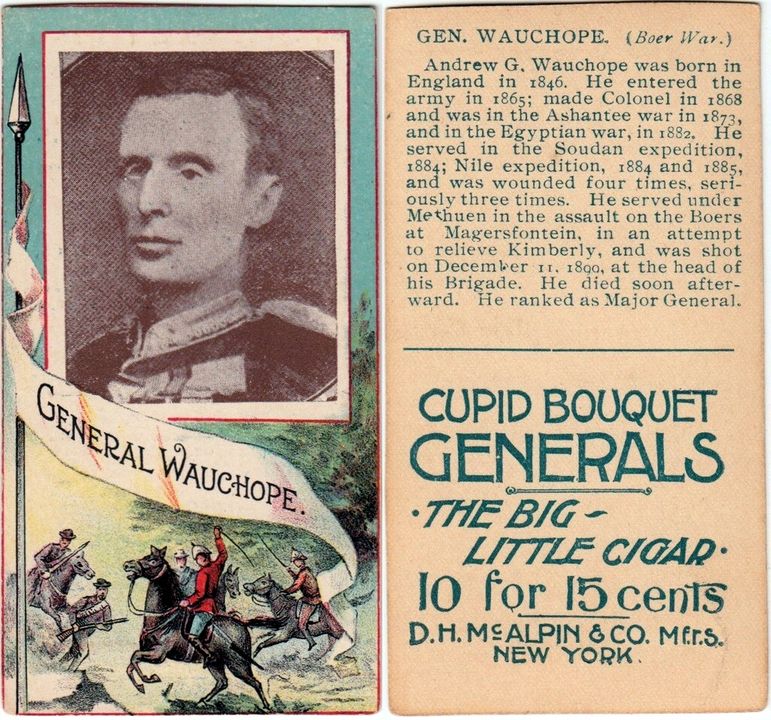 GENERAL WAUCHOPE.
GEN. WAUCHOPE. (Boer War.)
Andrew G. Wauchope was born in
England in 1846. He entered the
army in 1865; made Colonel in 1868
and was in the Ashantee war in 1873,
and in the Egyptian war, in 1882. He
served in the Soudan expedition,
1884; Nile expedition, 1884 and 1885,
and was wounded four times, seri-
ously three times. He served under
Methuen in the assault on the Boers
at Magersfontein, in an attempt
to relieve Kimberly, and was shot
on December 11, 1899, at the head of
his Brigade. He died soon after-
ward. He ranked as Major General.
CUPID BOUQUET
GENERALS
·THE BIG-
LITTLE CIGAR·
10 for 15 cents
D.H. McALPIN & CO. Mfrs.
NEW YORK.